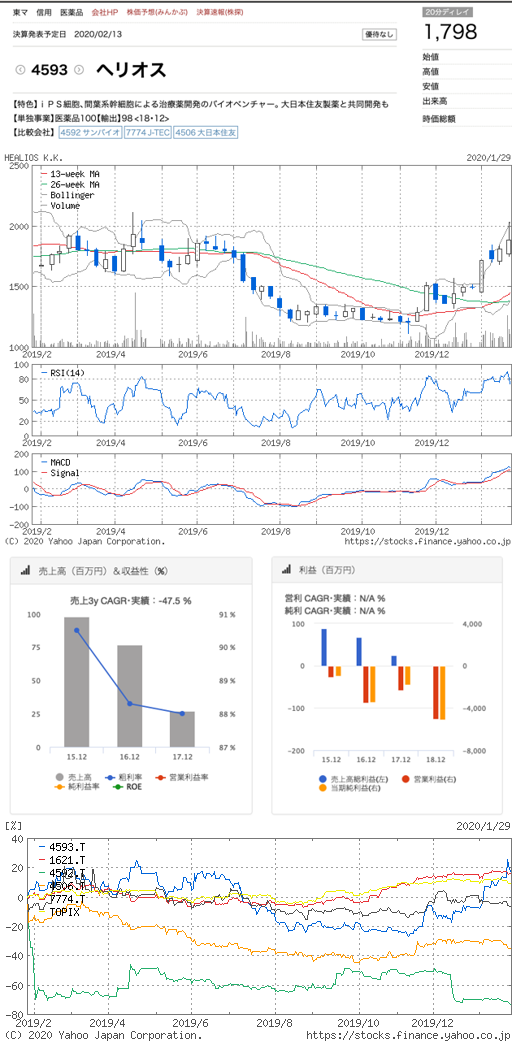 東マ 信用 医薬品 会社HP 株価予想(みんかぶ) 決算速報(株探)
20分ディレイ
1,798
決算発表予定日 2020/02/13
優待なし
4593 ヘリオス
始値
高値
安値
出来高
時価総額
【特色】iPS細胞、間葉系幹細胞による治療薬開発のバイオベンチャー。大日本住友製薬と共同開発も
【単独事業】医薬品100【輸出】98<18・12>
【比較会社】4592 サンバイオ 7774 J-TEC 4506 大日本住友
HEALIOS K.K. 2020/1/29
2500
13-week MA
26-week MA
Bollinger
Volume
2000
1500
1000
2019/2 2019/4 2019/6 2019/8 2019/10 2019/12
100
RSI(14)
80
60
40
20
0
2019/2 2019/4 2019/6 2019/8 2019/10 2019/12
200
MACD
Signal
100
0
-100
-200
2019/2 2019/4 2019/6 2019/8 2019/10 2019/12
(C) 2020 Yahoo Japan Corporation. https://stocks.finance.yahoo.co.jp
売上高（百万円）＆収益性（%）
売上3y CAGR・実績：-47.5 %
100 91 %
75 90 %
50 89 %
25 88 %
0 87 %
15.12 16.12 17.12
売上高 粗利率 営業利益率
純利益率 ROE
利益（百万円）
営利 CAGR・実績：N/A %
純利 CAGR・実績：N/A %
100 4,000
0 0
-100 -4,000
-200 -8,000
15.12 16.12 17.12 18.12
売上高総利益(左) 営業利益(右)
当期純利益(右)
[%] 2020/1/29
40
4593.T
1621.T
4592.T
4506.T
7774.T
TOPIX
20
0
-20
-40
-60
-80
2019/2 2019/4 2019/6 2019/8 2019/10 2019/12
(C) 2020 Yahoo Japan Corporation. https://stocks.finance.yahoo.co.jp